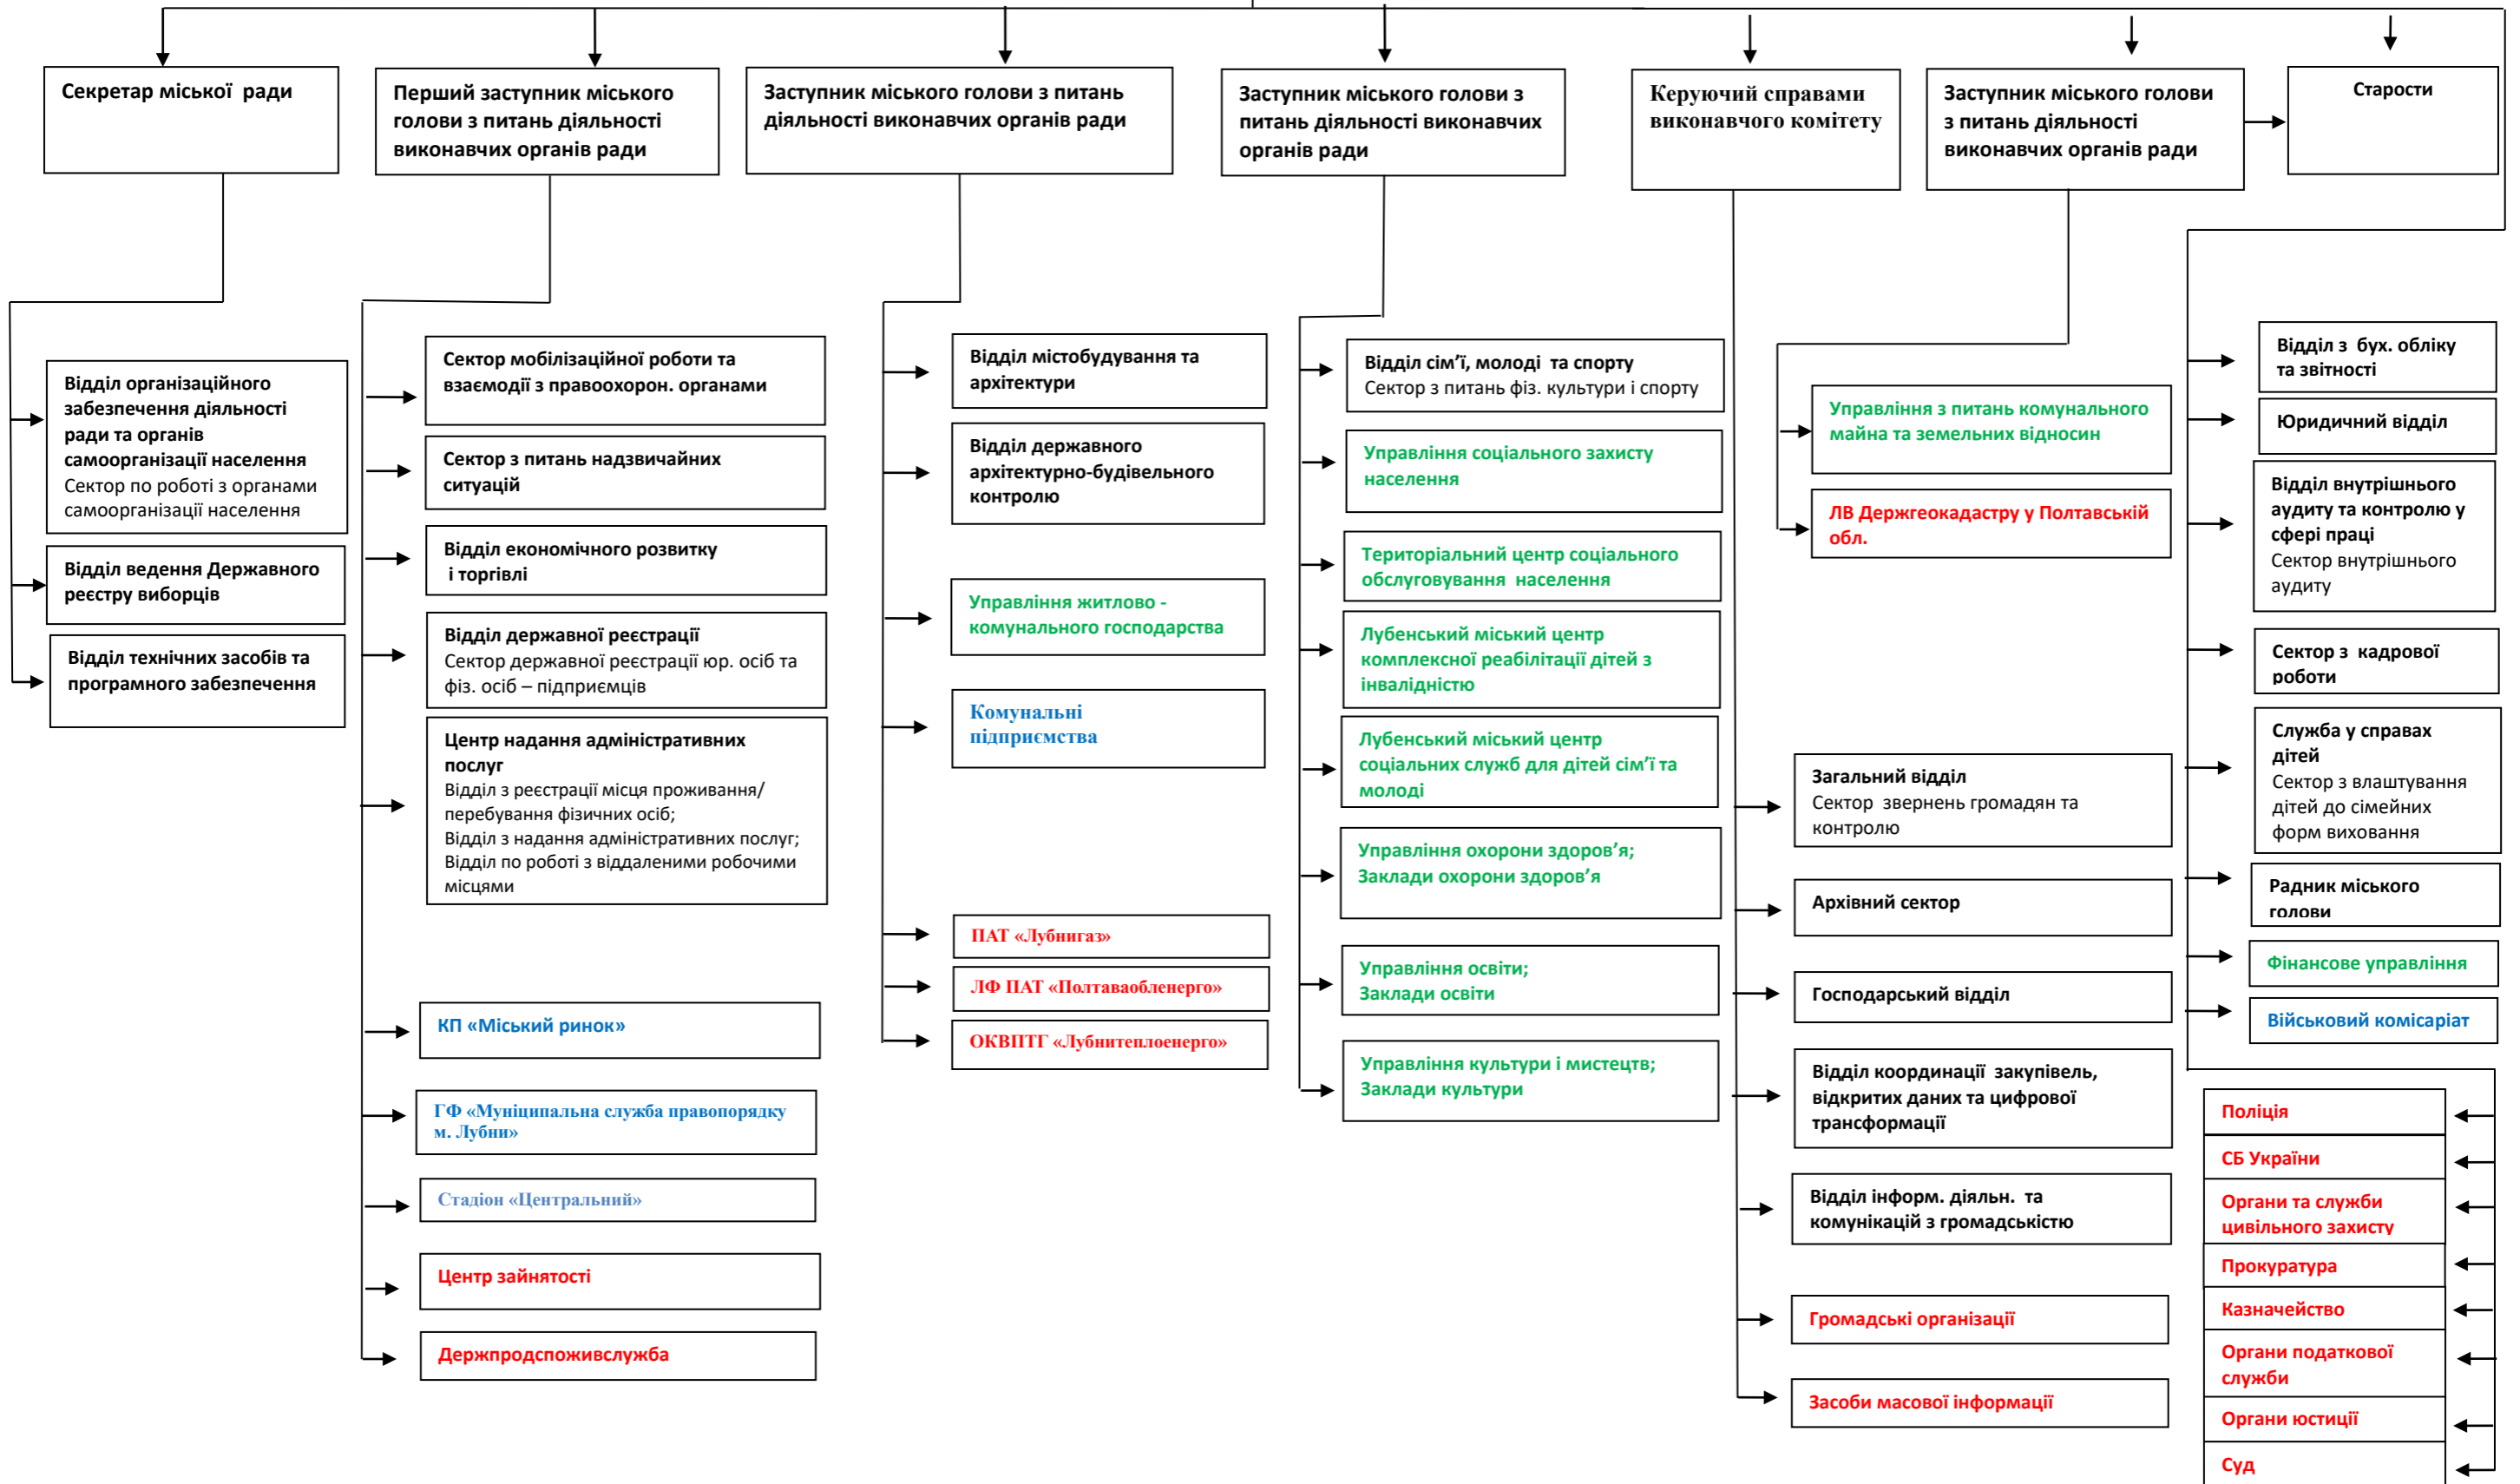 Секретар міської ради
Перший заступник міського
голови з питань діяльності
виконавчих органів ради
Заступник міського голови з питань
діяльності виконавчих органів ради
Заступник міського голови з
питань діяльності виконавчих
органів ради
Керуючий справами
виконавчого комітету
Заступник міського голови
з питань діяльності
виконавчих органів ради
Старости
Відділ організаційного
забезпечення діяльності
ради та органів
самоорганізації населення
Сектор по роботі з органами
самоорганізації населення
Відділ ведення Державного
реєстру виборців
Відділ технічних засобів та
програмного забезпечення
Сектор мобілізаційної роботи та
взаємодії з правоохорон. органами
Сектор з питань надзвичайних
ситуацій
Відділ економічного розвитку
і торгівлі
Відділ державної реєстрації
Сектор державної реєстрації юр. осіб та
фіз. осіб – підприємців
Центр надання адміністративних
послуг
Відділ з реєстрації місця проживання/
перебування фізичних осіб;
Відділ з надання адміністративних послуг;
Відділ по роботі з віддаленими робочими
місцями
КП «Міський ринок»
ГФ «Муніципальна служба правопорядку
м. Лубни»
Стадіон «Центральний»
Центр зайнятості
Держпродспоживслужба
Відділ містобудування та
архітектури
Відділ державного
архітектурно-будівельного
контролю
Управління житлово -
комунального господарства
Комунальні
підприємства
ПАТ «Лубнигаз»
ЛФ ПАТ «Полтаваобленерго»
ОКВПТГ «Лубнитеплоенерго»
Відділ сім’ї, молоді та спорту
Сектор з питань фіз. культури і спорту
Управління соціального захисту
населення
Територіальний центр соціального
обслуговування населення
Лубенський міський центр
комплексної реабілітації дітей з
інвалідністю
Лубенський міський центр
соціальних служб для дітей сім’ї та
молоді
Управління охорони здоров’я;
Заклади охорони здоров’я
Управління освіти;
Заклади освіти
Управління культури і мистецтв;
Заклади культури
Загальний відділ
Сектор звернень громадян та
контролю
Архівний сектор
Господарський відділ
Відділ координації закупівель,
відкритих даних та цифрової
трансформації
Відділ інформ. діяльн. та
комунікацій з громадськістю
Громадські організації
Засоби масової інформації
Управління з питань комунального
майна та земельних відносин
ЛВ Держгеокадастру у Полтавській
обл.
Відділ з бух. обліку
та звітності
Юридичний відділ
Відділ внутрішнього
аудиту та контролю у
сфері праці
Сектор внутрішнього
аудиту
Сектор з кадрової
роботи
Служба у справах
дітей
Сектор з влаштування
дітей до сімейних
форм виховання
Радник міського
голови
Фінансове управління
Військовий комісаріат
Поліція
СБ України
Органи та служби
цивільного захисту
Прокуратура
Казначейство
Органи податкової
служби
Органи юстиції
Суд